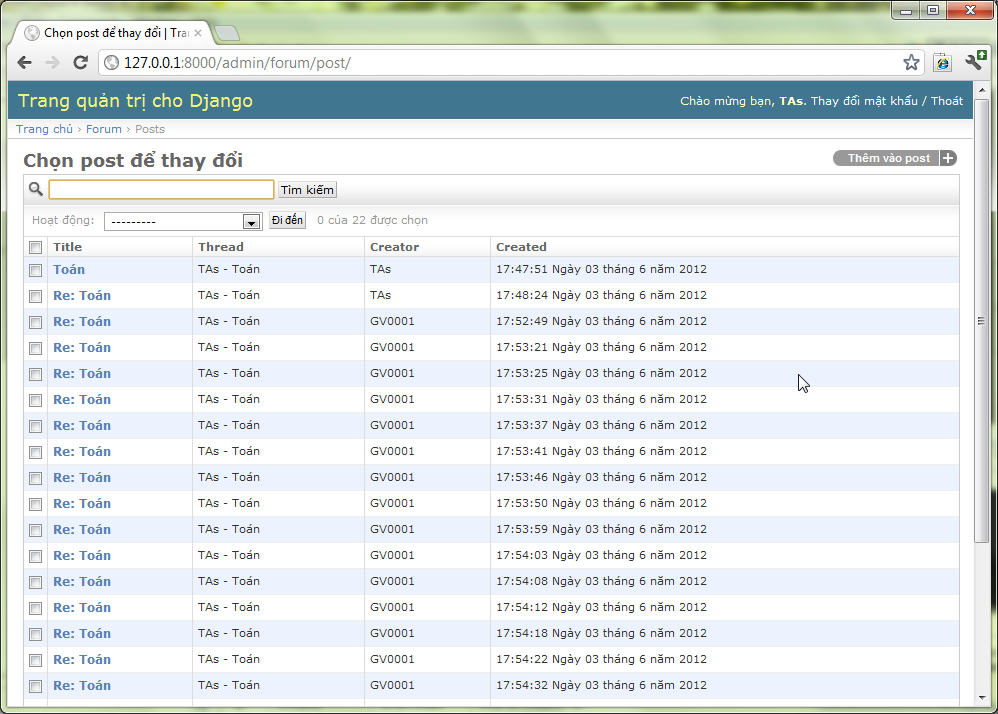 Chọn post để thay đổi | Tra
127.0.0.1:8000/admin/forum/post/
Trang quản trị cho Django
Chào mừng bạn, TAs. Thay đổi mật khẩu / Thoát
Trang chủ › Forum › Posts
Chọn post để thay đổi
Thêm vào post +
Tìm kiếm
Hoạt động: --------- Đi đến 0 của 22 được chọn
Title Thread Creator Created
Toán TAs - Toán TAs 17:47:51 Ngày 03 tháng 6 năm 2012
Re: Toán TAs - Toán TAs 17:48:24 Ngày 03 tháng 6 năm 2012
Re: Toán TAs - Toán GV0001 17:52:49 Ngày 03 tháng 6 năm 2012
Re: Toán TAs - Toán GV0001 17:53:21 Ngày 03 tháng 6 năm 2012
Re: Toán TAs - Toán GV0001 17:53:25 Ngày 03 tháng 6 năm 2012
Re: Toán TAs - Toán GV0001 17:53:31 Ngày 03 tháng 6 năm 2012
Re: Toán TAs - Toán GV0001 17:53:37 Ngày 03 tháng 6 năm 2012
Re: Toán TAs - Toán GV0001 17:53:41 Ngày 03 tháng 6 năm 2012
Re: Toán TAs - Toán GV0001 17:53:46 Ngày 03 tháng 6 năm 2012
Re: Toán TAs - Toán GV0001 17:53:50 Ngày 03 tháng 6 năm 2012
Re: Toán TAs - Toán GV0001 17:53:59 Ngày 03 tháng 6 năm 2012
Re: Toán TAs - Toán GV0001 17:54:03 Ngày 03 tháng 6 năm 2012
Re: Toán TAs - Toán GV0001 17:54:08 Ngày 03 tháng 6 năm 2012
Re: Toán TAs - Toán GV0001 17:54:12 Ngày 03 tháng 6 năm 2012
Re: Toán TAs - Toán GV0001 17:54:18 Ngày 03 tháng 6 năm 2012
Re: Toán TAs - Toán GV0001 17:54:22 Ngày 03 tháng 6 năm 2012
Re: Toán TAs - Toán GV0001 17:54:32 Ngày 03 tháng 6 năm 2012